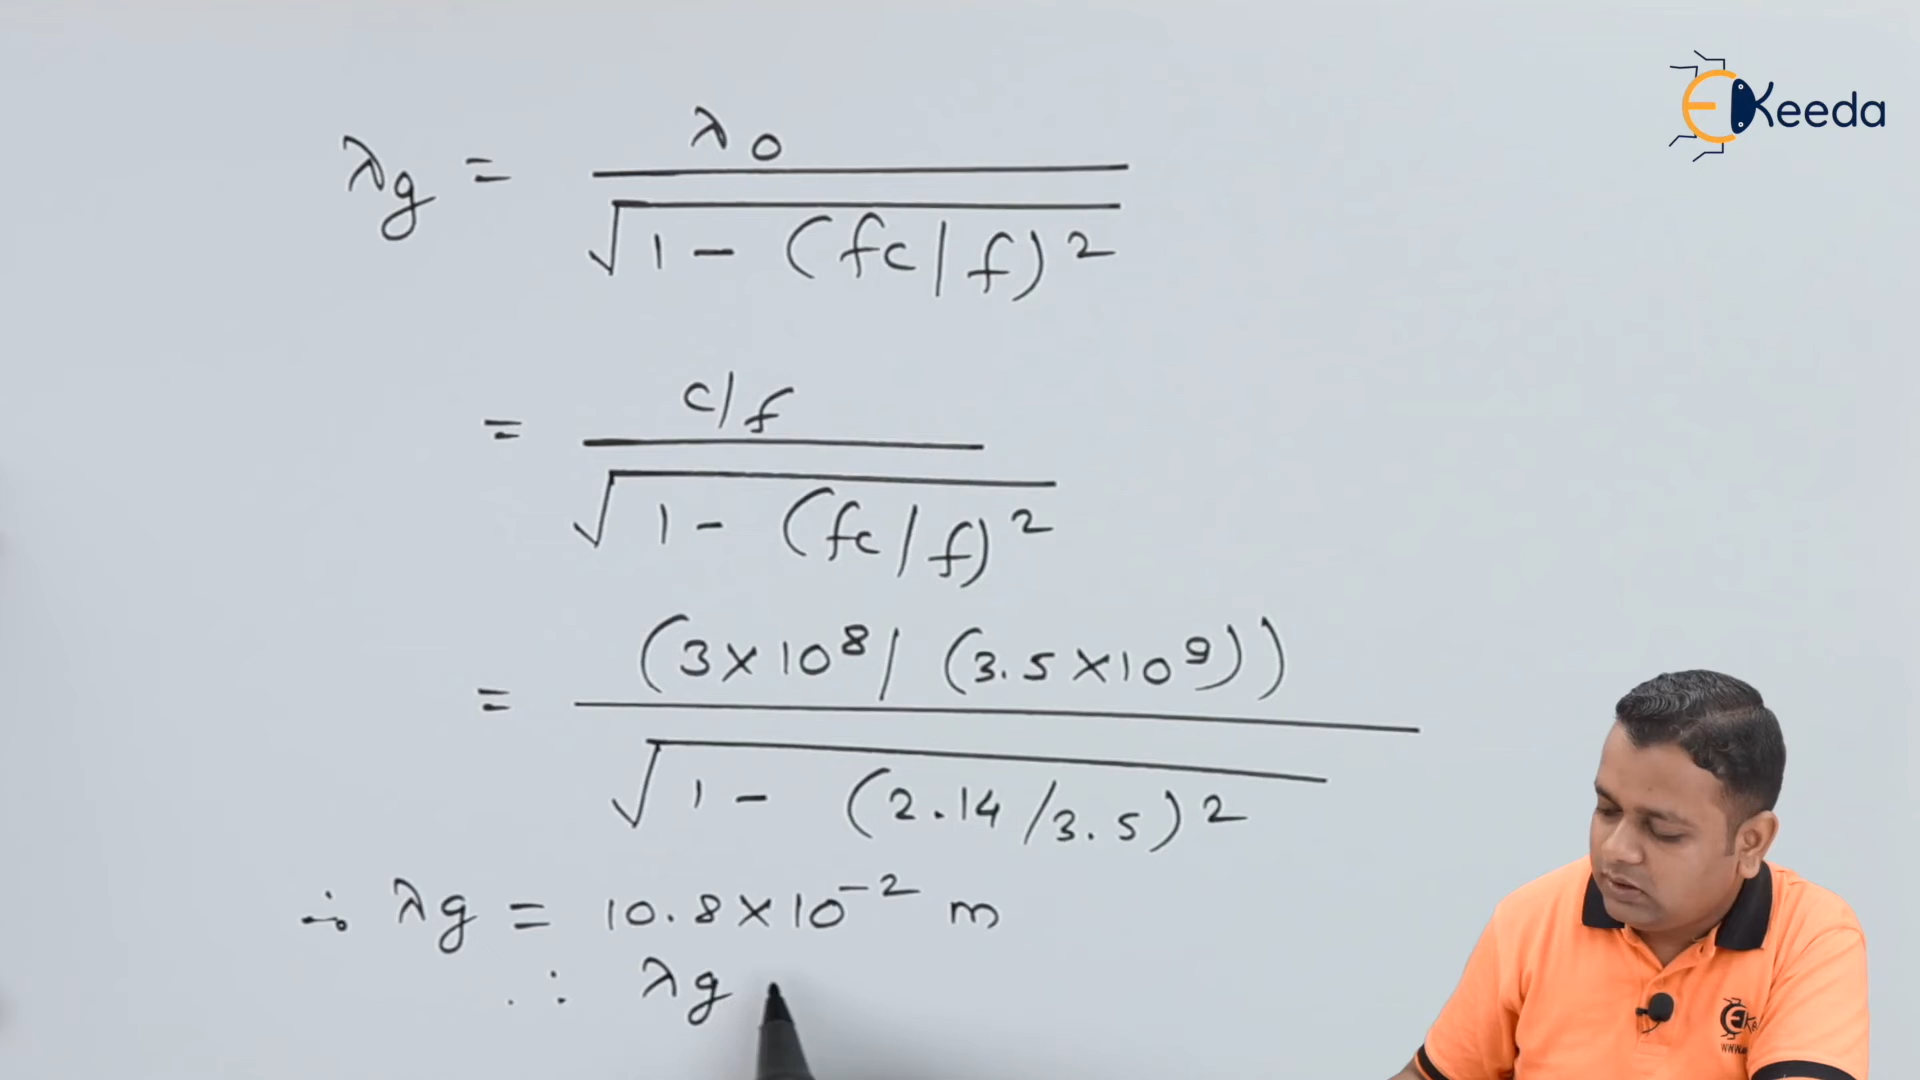 EKeeda
λg = λ0 / √1 - (fc/f)²
= c/f / √1 - (fc/f)²
= (3×10⁸/(3.5×10⁹)) / √1 - (2.14/3.5)²
∴ λg = 10.8×10⁻² m
∴ λg